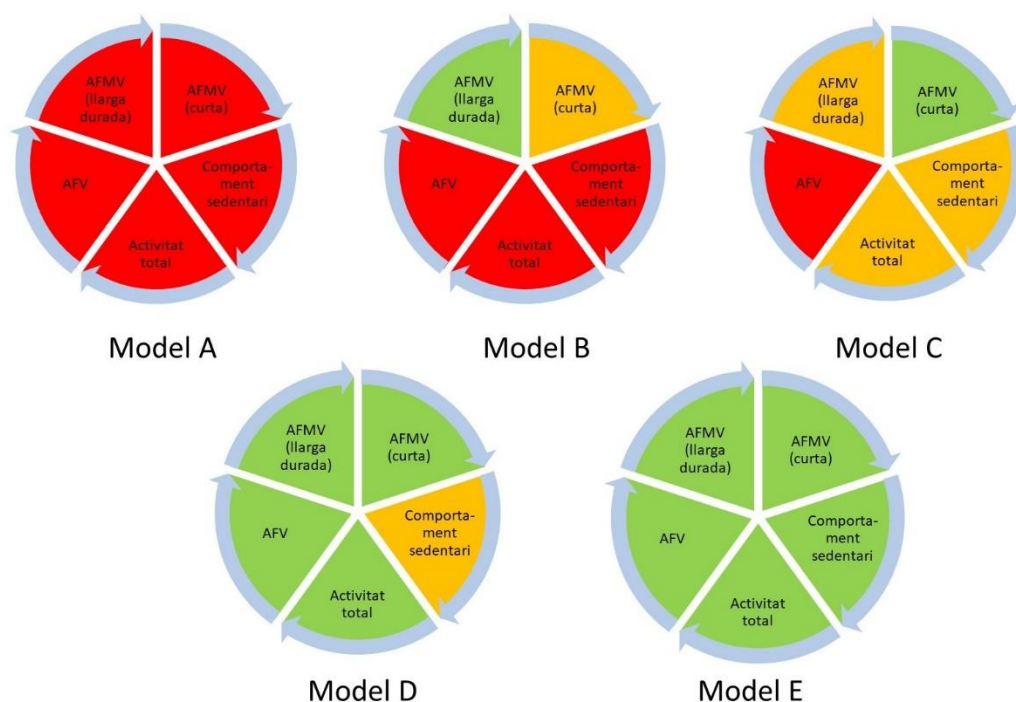 AFMV
(llarga
durada)
AFMV
(curta)
Comporta-
ment
sedentari
Activitat
total
AFV
Model A
AFMV
(llarga
durada)
AFMV
(curta)
Comporta-
ment
sedentari
Activitat
total
AFV
Model B
AFMV
(llarga
durada)
AFMV
(curta)
Comporta-
ment
sedentari
Activitat
total
AFV
Model C
AFMV
(llarga
durada)
AFMV
(curta)
Comporta-
ment
sedentari
Activitat
total
AFV
Model D
AFMV
(llarga
durada)
AFMV
(curta)
Comporta-
ment
sedentari
Activitat
total
AFV
Model E